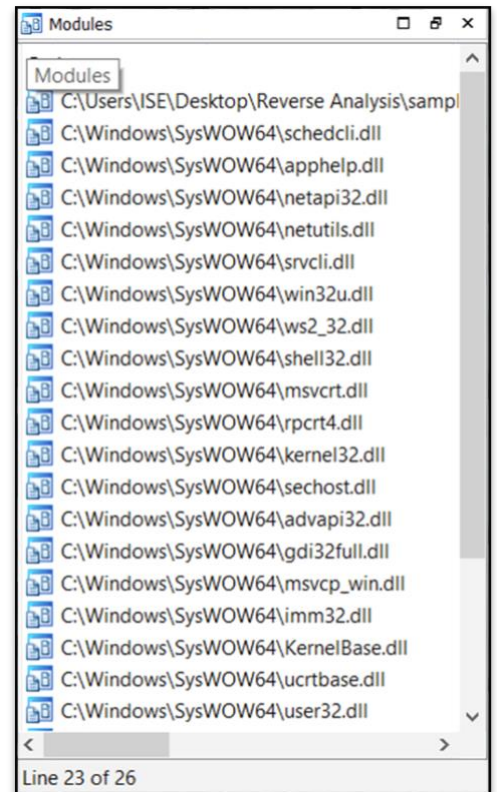 Modules
Modules
C:\Users\ISE\Desktop\Reverse Analysis\sampl
C:\Windows\SysWOW64\schedcli.dll
C:\Windows\SysWOW64\apphelp.dll
C:\Windows\SysWOW64\netapi32.dll
C:\Windows\SysWOW64\netutils.dll
C:\Windows\SysWOW64\srvcli.dll
C:\Windows\SysWOW64\win32u.dll
C:\Windows\SysWOW64\ws2_32.dll
C:\Windows\SysWOW64\shell32.dll
C:\Windows\SysWOW64\msvcrt.dll
C:\Windows\SysWOW64\rpcrt4.dll
C:\Windows\SysWOW64\kernel32.dll
C:\Windows\SysWOW64\sechost.dll
C:\Windows\SysWOW64\advapi32.dll
C:\Windows\SysWOW64\gdi32full.dll
C:\Windows\SysWOW64\msvcp_win.dll
C:\Windows\SysWOW64\imm32.dll
C:\Windows\SysWOW64\KernelBase.dll
C:\Windows\SysWOW64\ucrtbase.dll
C:\Windows\SysWOW64\user32.dll
Line 23 of 26